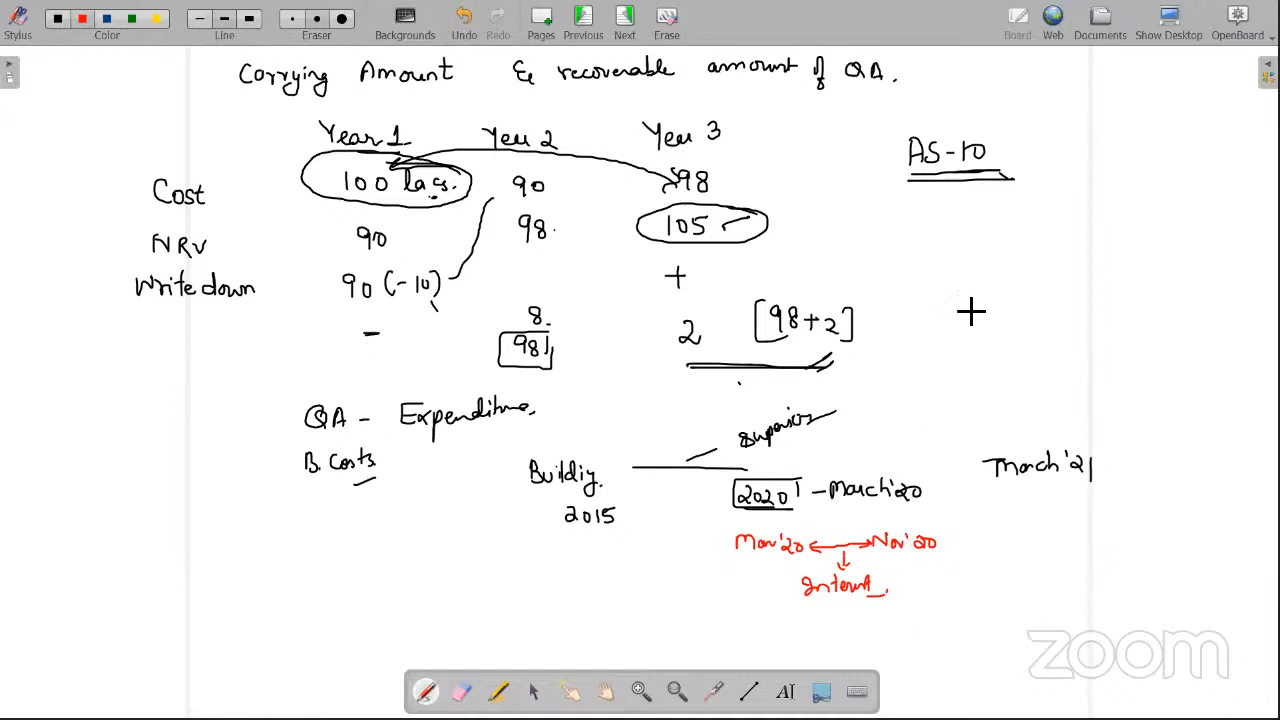 Stylus Color Line Eraser Backgrounds Undo Redo Pages Previous Next Erase Board Web Documents Show Desktop OpenBoard
Carrying Amount & recoverable amount of QA.
Year 1 Year 2 Year 3
AS-10
Cost 100 lacs. 90 98
NRV 90 98. 105
Write down 90 (-10) +
- 8. 2 [98+2]
98
QA - Expenditure.
superior
B. Costs
Building. March'21
2020 - March'20
2015
Mar'20 Nov'20
Interest.
zoom